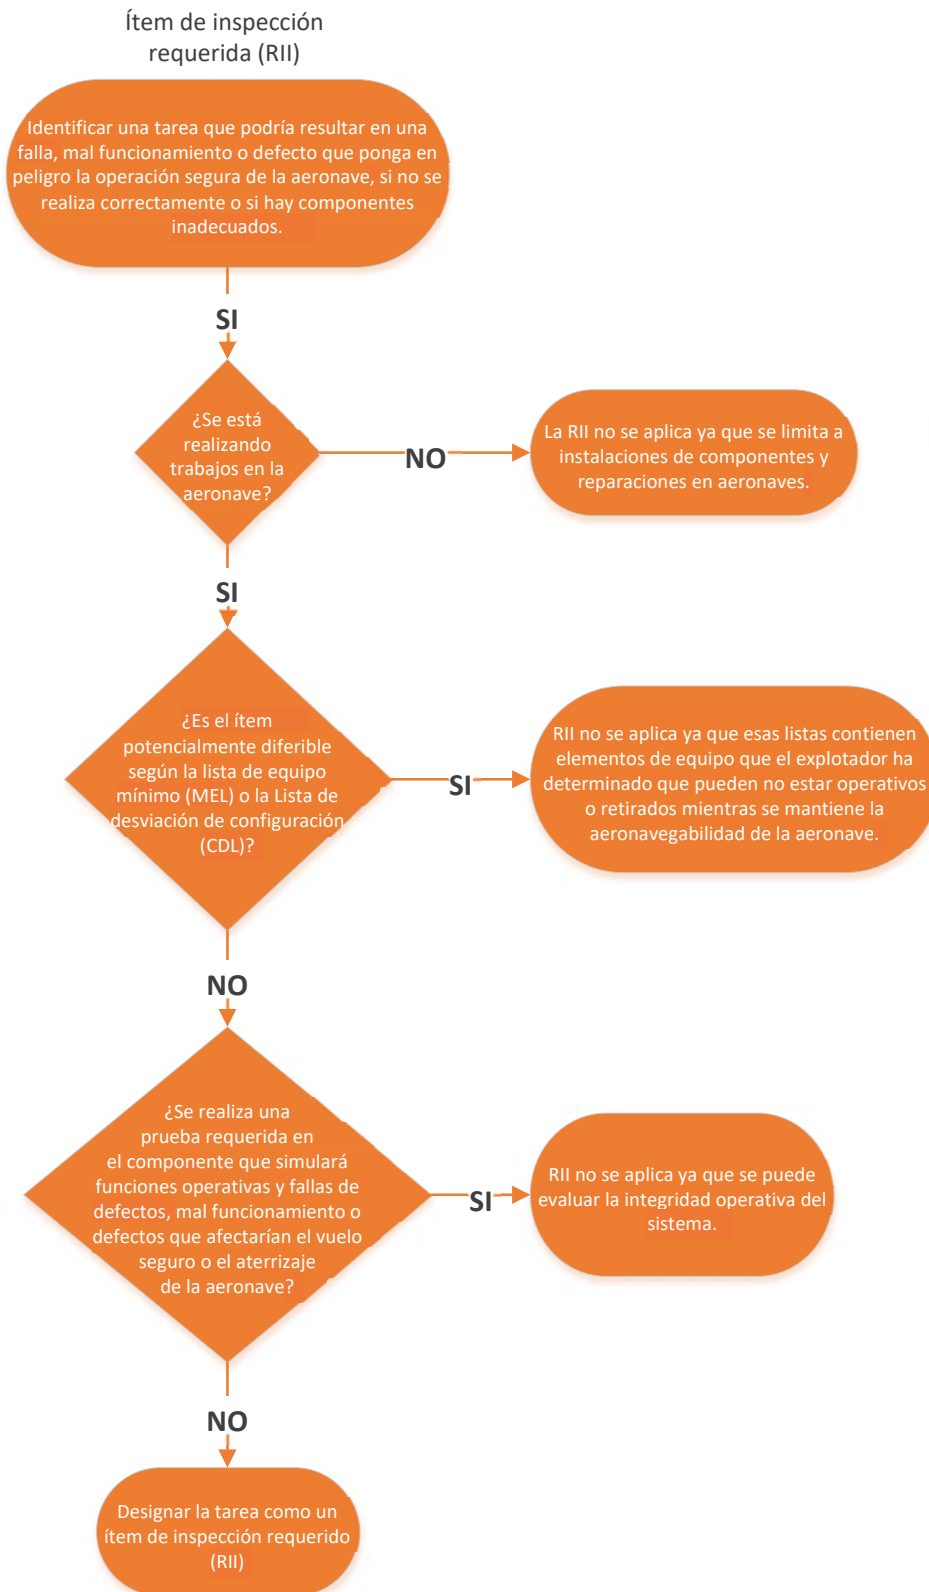 Ítem de inspección
requerida (RII)
Identificar una tarea que podría resultar en una
falla, mal funcionamiento o defecto que ponga en
peligro la operación segura de la aeronave, si no se
realiza correctamente o si hay componentes
inadecuados.
SI
¿Se está
realizando
trabajos en la
aeronave?
NO
La RII no se aplica ya que se limita a
instalaciones de componentes y
reparaciones en aeronaves.
SI
¿Es el ítem
potencialmente diferible
según la lista de equipo
mínimo (MEL) o la Lista de
desviación de configuración
(CDL)?
SI
RII no se aplica ya que esas listas contienen
elementos de equipo que el explotador ha
determinado que pueden no estar operativos
o retirados mientras se mantiene la
aeronavegabilidad de la aeronave.
NO
¿Se realiza una
prueba requerida en
el componente que simulará
funciones operativas y fallas de
defectos, mal funcionamiento o
defectos que afectarían el vuelo
seguro o el aterrizaje
de la aeronave?
SI
RII no se aplica ya que se puede
evaluar la integridad operativa del
sistema.
NO
Designar la tarea como un
ítem de inspección requerido
(RII)